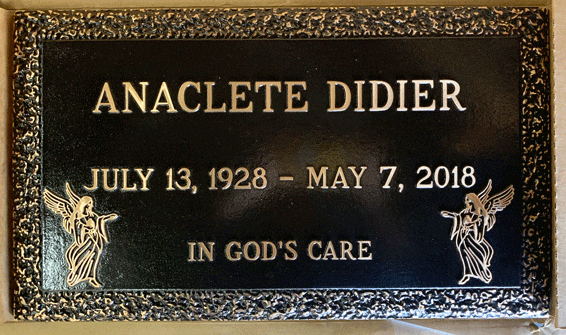 ANACLETE DIDIER
JULY 13, 1928 – MAY 7, 2018
IN GOD'S CARE